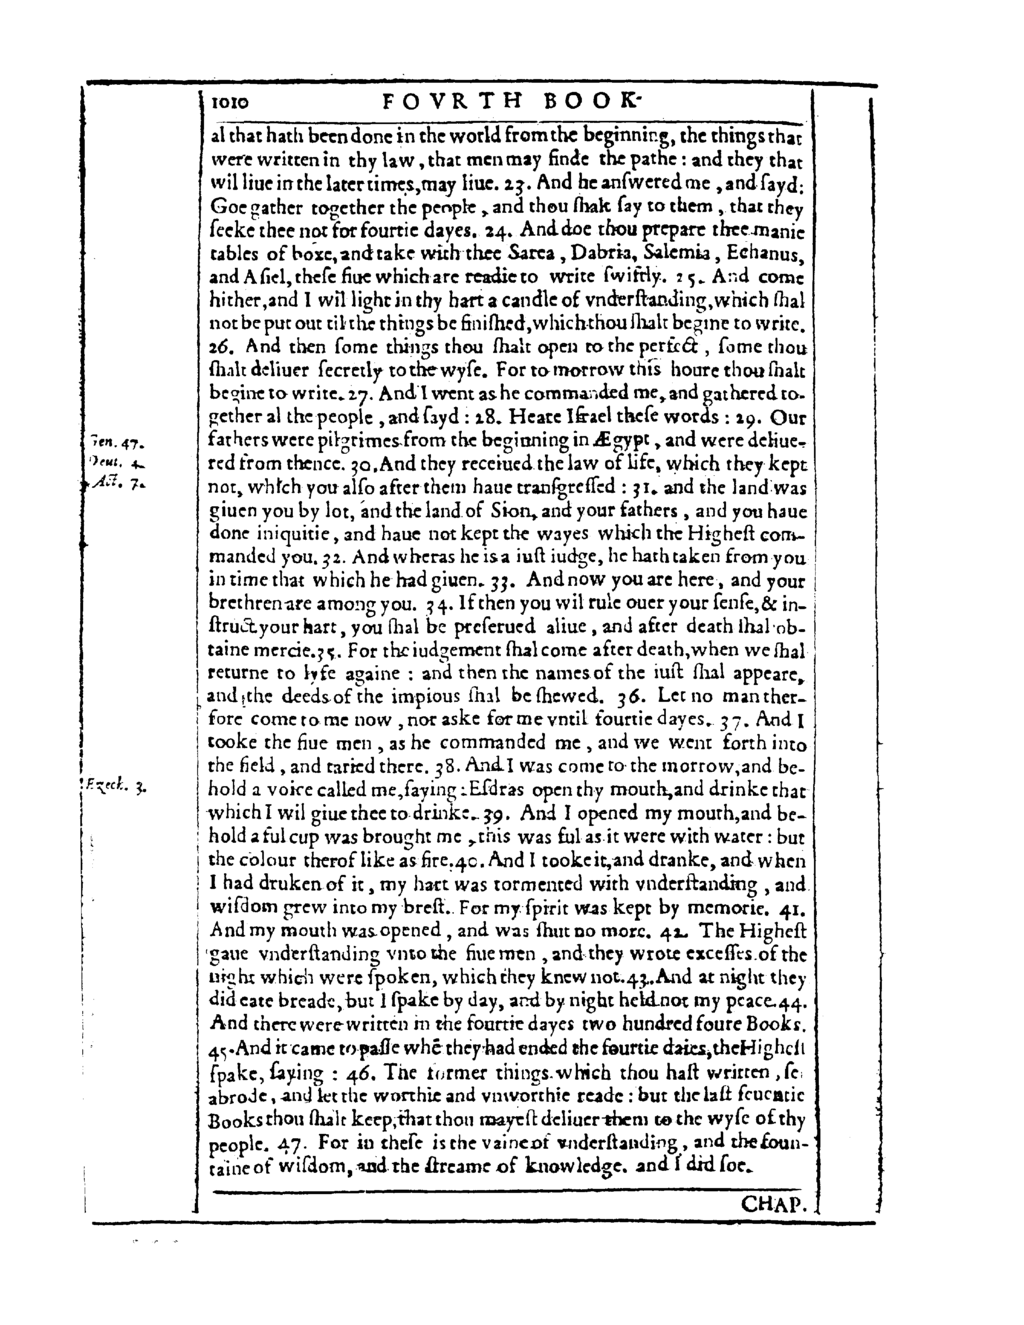 1010 FOVRTH BOOK
al that hath been done in the world from the beginning, the things that
were written in thy law, that men may finde the pathe: and they that
wil liue in the later times, may liue. 23. And he anſwered me, and ſayd:
Goe gather together the people, and thou ſhalt ſay to them, that they
ſeeke thee not for fourtie dayes. 24. And doe thou prepare thee manie
tables of boxe, and take with thee Sarea, Dabria, Salemia, Echanus,
and Aſiel, theſe fiue which are readie to write ſwiftly. 25. And come
hither, and I wil light in thy hart a candle of vnderſtanding, which ſhal
not be put out til the things be finiſhed, which thou ſhalt begine to write.
26. And then ſome things thou ſhalt open to the perfect, ſome thou
ſhalt deliuer ſecretly to the wyſe. For to morrow this houre thou ſhalt
begine to write. 27. And I went as he commanded me, and gathered to-
gether al the people, and ſayd: 28. Heare Iſrael theſe words: 29. Our
fathers were pilgrimes from the beginning in Ægypt, and were deliue-
Gen. 47.
red from thence. 30. And they receiued the law of life, which they kept
Deut. 4.
not, which you alſo after them haue tranſgreſſed: 31. and the land was
Act. 7.
giuen you by lot, and the land of Sion, and your fathers, and you haue
done iniquitie, and haue not kept the wayes which the Higheſt com-
manded you. 32. And wheras he is a iuſt iudge, he hath taken from you
in time that which he had giuen. 33. And now you are here, and your
brethren are among you. 34. If then you wil rule ouer your ſenſe, & in-
ſtruct your hart, you ſhal be preſerued aliue, and after death ſhal ob-
taine mercie. 35. For the iudgement ſhal come after death, when we ſhal
returne to lyfe againe: and then the names of the iuſt ſhal appeare,
and the deeds of the impious ſhal be ſhewed. 36. Let no man ther-
fore come to me now, nor aske for me vntil fourtie dayes. 37. And I
tooke the fiue men, as he commanded me, and we went forth into
the field, and taried there. 38. And I was come to the morrow, and be-
hold a voice called me, ſaying: Eſdras open thy mouth, and drinke that
Ezech. 3.
which I wil giue thee to drinke. 39. And I opened my mouth, and be-
hold a ful cup was brought me, this was ful as it were with water: but
the colour therof like as fire. 40. And I tooke it, and dranke, and when
I had druken of it, my hart was tormented with vnderſtanding, and
wiſdom grew into my breſt. For my ſpirit was kept by memorie. 41.
And my mouth was opened, and was ſhut no more. 42. The Higheſt
gaue vnderſtanding vnto the fiue men, and they wrote exceſſes of the
night which were ſpoken, which they knew not. 43. And at night they
did eate breade, but I ſpake by day, and by night held not my peace. 44.
And there were written in the fourtie dayes two hundred foure Books.
45. And it came to paſſe whē they had ended the fourtie daies, the Higheſt
ſpake, ſaying: 46. The former things which thou haſt written, ſet
abrode, and let the worthie and vnworthie reade: but the laſt ſeuentie
Books thou ſhalt keep, that thou mayeſt deliuer them to the wyſe of thy
people. 47. For in theſe is the vaine of vnderſtanding, and the foun-
taine of wiſdom, and the ſtreame of knowledge. and I did ſoe.
CHAP.